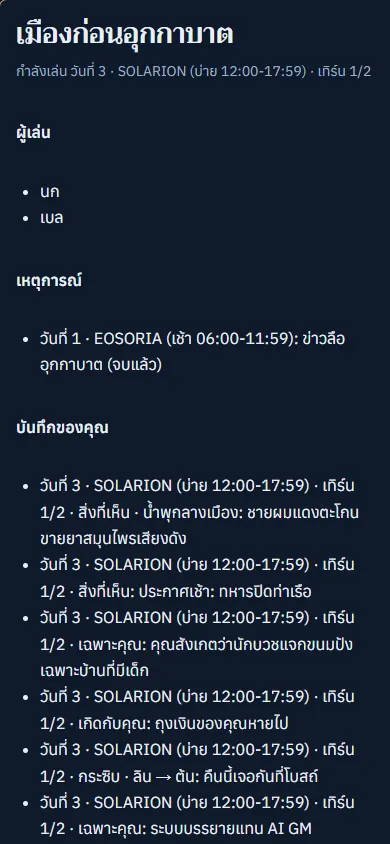 เมืองก่อนอุกกาบาต
กำลังเล่น วันที่ 3 · SOLARION (บ่าย 12:00-17:59) · เทิร์น 1/2
ผู้เล่น
• นก
• เบล
เหตุการณ์
• วันที่ 1 · EOSORIA (เช้า 06:00-11:59): ข่าวลือ
อุกกาบาต (จบแล้ว)
บันทึกของคุณ
• วันที่ 3 · SOLARION (บ่าย 12:00-17:59) · เทิร์น
1/2 · สิ่งที่เห็น · น้ำพุกลางเมือง: ชายผมแดงตะโกน
ขายยาสมุนไพรเสียงดัง
• วันที่ 3 · SOLARION (บ่าย 12:00-17:59) · เทิร์น
1/2 · สิ่งที่เห็น: ประกาศเช้า: ทหารปิดท่าเรือ
• วันที่ 3 · SOLARION (บ่าย 12:00-17:59) · เทิร์น
1/2 · เฉพาะคุณ: คุณสังเกตว่านักบวชแจกขนมปัง
เฉพาะบ้านที่มีเด็ก
• วันที่ 3 · SOLARION (บ่าย 12:00-17:59) · เทิร์น
1/2 · เกิดกับคุณ: ถุงเงินของคุณหายไป
• วันที่ 3 · SOLARION (บ่าย 12:00-17:59) · เทิร์น
1/2 · กระซิบ · ลิน → ต้น: คืนนี้เจอกันที่โบสถ์
• วันที่ 3 · SOLARION (บ่าย 12:00-17:59) · เทิร์น
1/2 · เฉพาะคุณ: ระบบบรรยายแทน AI GM